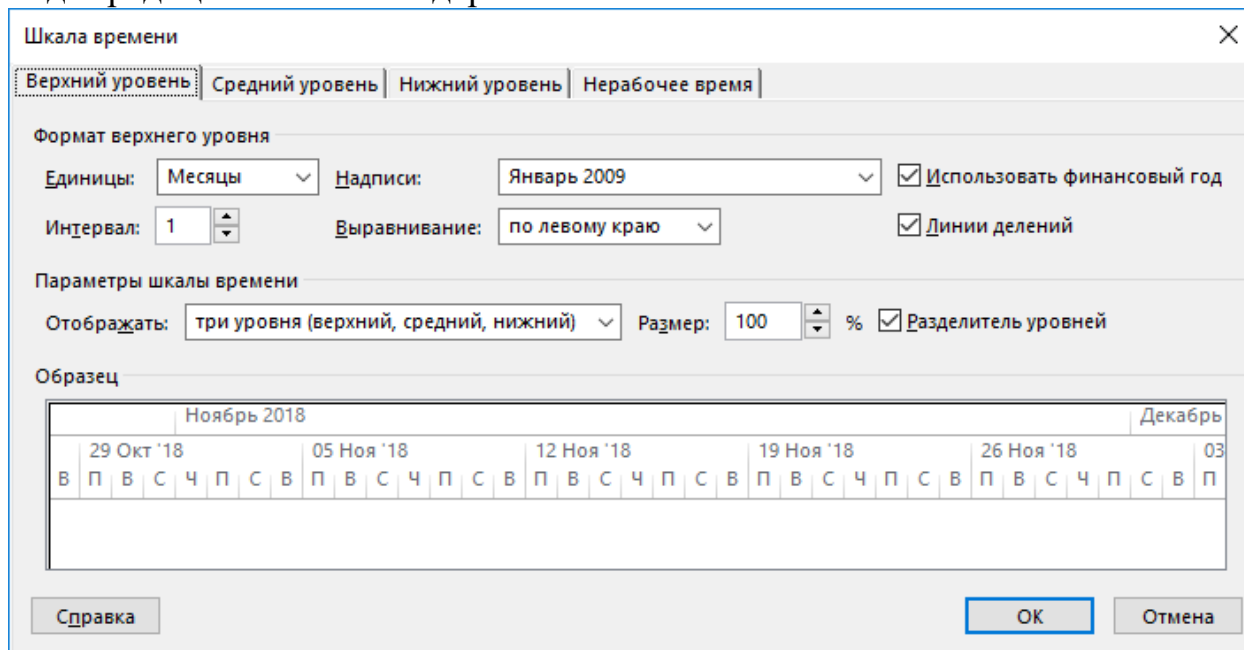 Шкала времени
Верхний уровень Средний уровень Нижний уровень Нерабочее время
Формат верхнего уровня
Единицы: Месяцы Надписи: Январь 2009 Использовать финансовый год
Интервал: 1 Выравнивание: по левому краю Линии делений
Параметры шкалы времени
Отображать: три уровня (верхний, средний, нижний) Размер: 100 % Разделитель уровней
Образец
Ноябрь 2018 Декабрь
29 Окт '18 05 Ноя '18 12 Ноя '18 19 Ноя '18 26 Ноя '18 03
В П В С Ч П С В П В С Ч П С В П В С Ч П С В П В С Ч П С В П В С Ч П С В П
Справка ОК Отмена